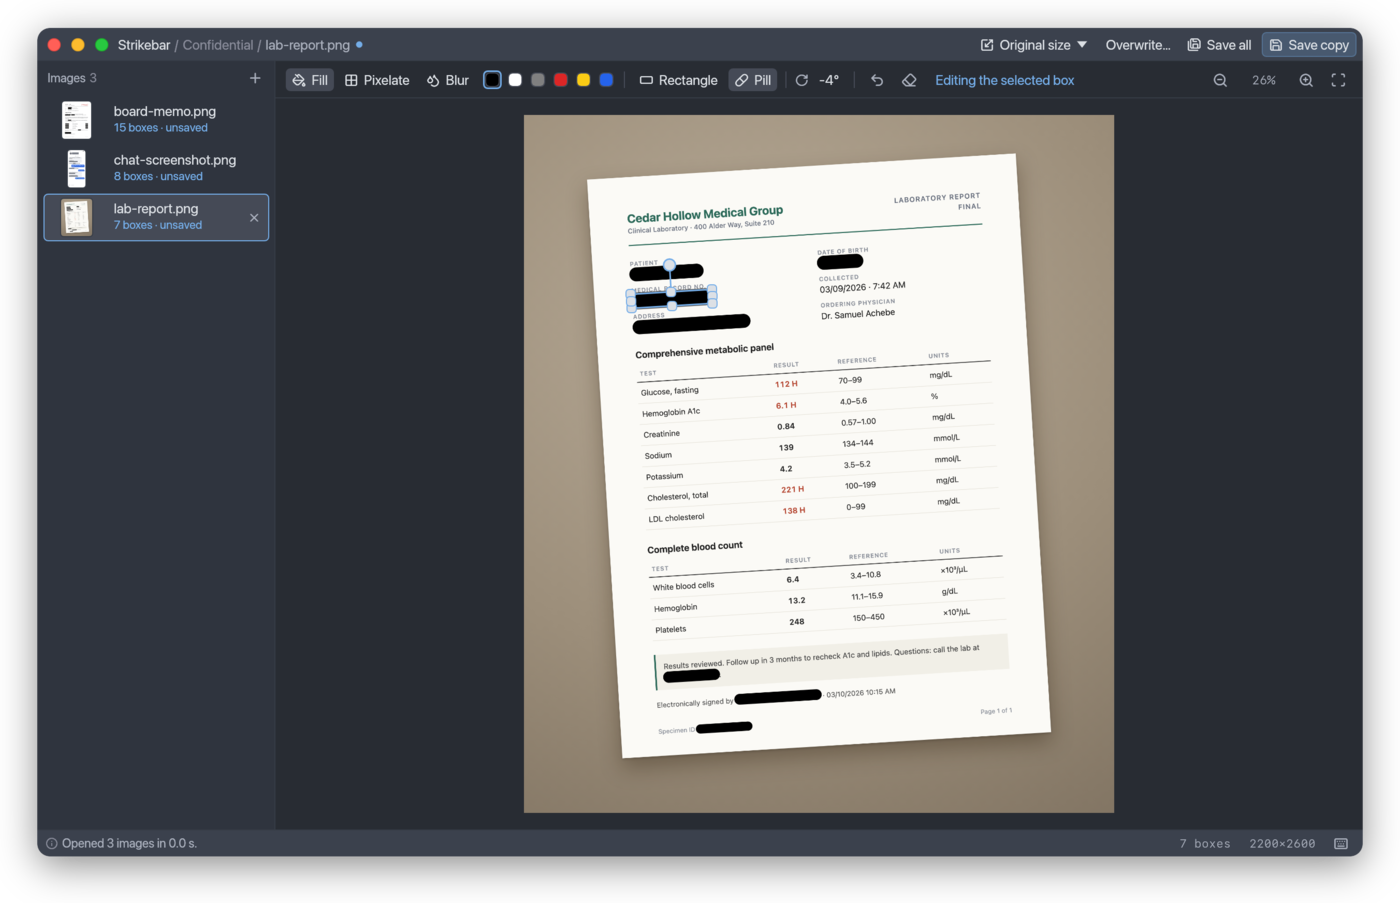 Strikebar / Confidential / lab-report.png
Original size
Overwrite...
Save all
Save copy
Images 3
Fill
Pixelate
Blur
Rectangle
Pill
-4°
Editing the selected box
26%
board-memo.png
15 boxes · unsaved
chat-screenshot.png
8 boxes · unsaved
lab-report.png
7 boxes · unsaved
Cedar Hollow Medical Group
Clinical Laboratory · 400 Alder Way, Suite 210
LABORATORY REPORT
FINAL
PATIENT
MEDICAL RECORD NO.
ADDRESS
DATE OF BIRTH
COLLECTED
03/09/2026 · 7:42 AM
ORDERING PHYSICIAN
Dr. Samuel Achebe
Comprehensive metabolic panel
TEST RESULT REFERENCE UNITS
Glucose, fasting 112 H 70–99 mg/dL
Hemoglobin A1c 6.1 H 4.0–5.6 %
Creatinine 0.84 0.57–1.00 mg/dL
Sodium 139 134–144 mmol/L
Potassium 4.2 3.5–5.2 mmol/L
Cholesterol, total 221 H 100–199 mg/dL
LDL cholesterol 138 H 0–99 mg/dL
Complete blood count
TEST RESULT REFERENCE UNITS
White blood cells 6.4 3.4–10.8 ×10³/µL
Hemoglobin 13.2 11.1–15.9 g/dL
Platelets 248 150–450 ×10³/µL
Results reviewed. Follow up in 3 months to recheck A1c and lipids. Questions: call the lab at
Electronically signed by · 03/10/2026 10:15 AM
Specimen ID
Page 1 of 1
Opened 3 images in 0.0 s.
7 boxes
2200×2600